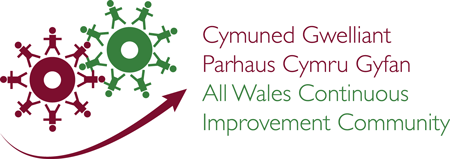 Cymuned Gwelliant
Parhaus Cymru Gyfan
All Wales Continuous
Improvement Community